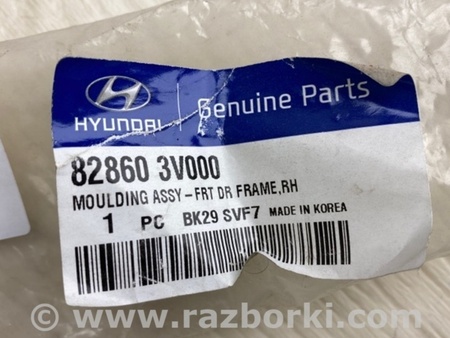 HYUNDAI
Genuine Parts
82860 3V000
MOULDING ASSY-FRT DR FRAME,RH
1 PC BK29 SVF7 MADE IN KOREA
© www.razborki.com